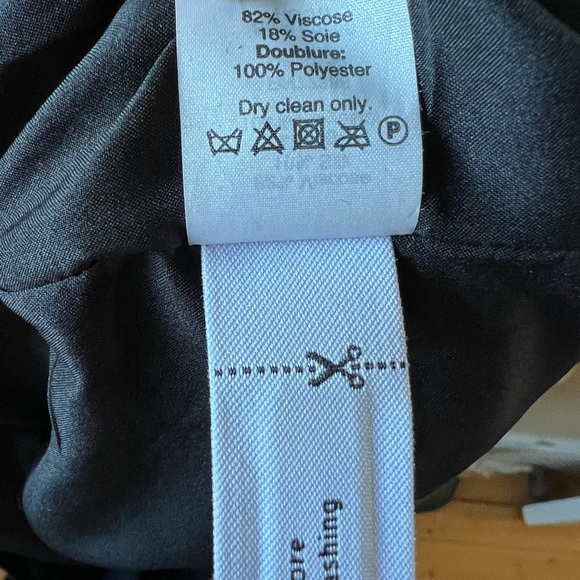 82% Viscose
18% Soie
Doublure:
100% Polyester
Dry clean only.
P
ore
ashing